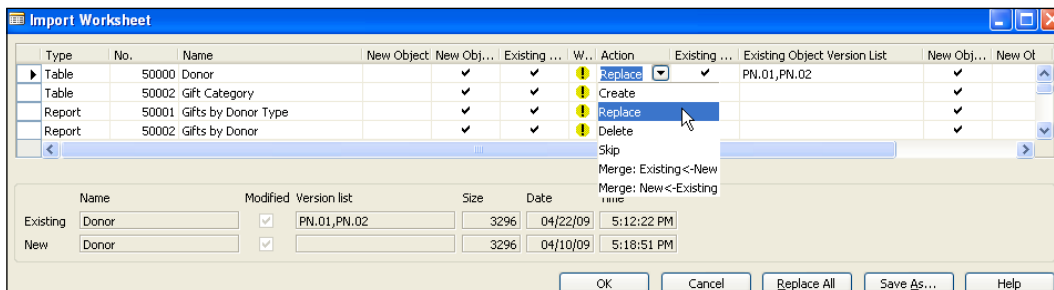 Import Worksheet
Type No. Name New Object New Obj... Existing ... W.. Action Existing ... Existing Object Version List New Obj... New Ot
Table 50000 Donor Replace PN.01,PN.02
Table 50002 Gift Category Create
Report 50001 Gifts by Donor Type Replace
Report 50002 Gifts by Donor Delete
Skip
Merge: Existing<-New
Merge: New<-Existing
Name Modified Version list Size Date Time
Existing Donor PN.01,PN.02 3296 04/22/09 5:12:22 PM
New Donor 3296 04/10/09 5:18:51 PM
OK Cancel Replace All Save As... Help